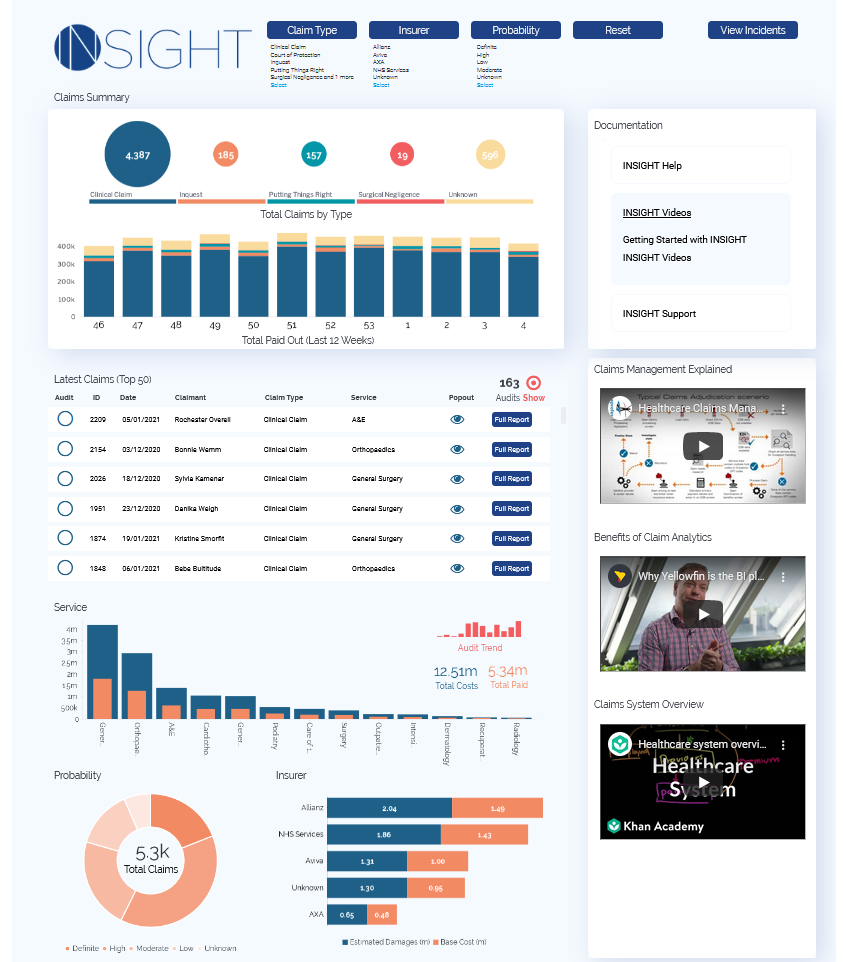 INSIGHT
Claim Type
Insurer
Probability
Reset
View Incidents
Clinical Claim
Court of Protection
Inquest
Putting Things Right
Surgical Negligence and 1 more
Select
Allianz
Aviva
AXA
NHS Services
Unknown
Select
Definite
High
Low
Moderate
Unknown
Select
Claims Summary
4,387
185
157
19
596
Clinical Claim
Inquest
Putting Things Right
Surgical Negligence
Unknown
Total Claims by Type
400k
300k
200k
100k
0
46 47 48 49 50 51 52 53 1 2 3 4
Total Paid Out (Last 12 Weeks)
Documentation
INSIGHT Help
INSIGHT Videos
Getting Started with INSIGHT
INSIGHT Videos
INSIGHT Support
Latest Claims (Top 50)
163
Audits Show
Audit ID Date Claimant Claim Type Service Popout
2209 05/01/2021 Rochester Overell Clinical Claim A&E Full Report
2154 03/12/2020 Bonnie Wemm Clinical Claim Orthopaedics Full Report
2026 18/12/2020 Sylvia Kamenar Clinical Claim General Surgery Full Report
1951 23/12/2020 Danika Weigh Clinical Claim General Surgery Full Report
1874 19/01/2021 Kristine Smorfit Clinical Claim General Surgery Full Report
1848 06/01/2021 Bebe Bultitude Clinical Claim Orthopaedics Full Report
Claims Management Explained
Typical Claims Adjudication scenario
Healthcare Claims Mana...
Benefits of Claim Analytics
Why Yellowfin is the BI pl...
Claims System Overview
Healthcare system overvi...
Healthcare
System
Khan Academy
Service
4m
3.5m
3m
2.5m
2m
1.5m
1m
500k
0
Gener..
Orthopae..
A&E
Cardiotho..
Gener..
Podiatry
Care of t..
Surgery
Outpatie..
Intensi..
Dermatology
Recuperat..
Radiology
Audit Trend
12.51m
Total Costs
5.34m
Total Paid
Probability
5.3k
Total Claims
Definite High Moderate Low Unknown
Insurer
Allianz 2.04 1.49
NHS Services 1.86 1.43
Aviva 1.31 1.00
Unknown 1.30 0.95
AXA 0.65 0.48
Estimated Damages (m) Base Cost (m)